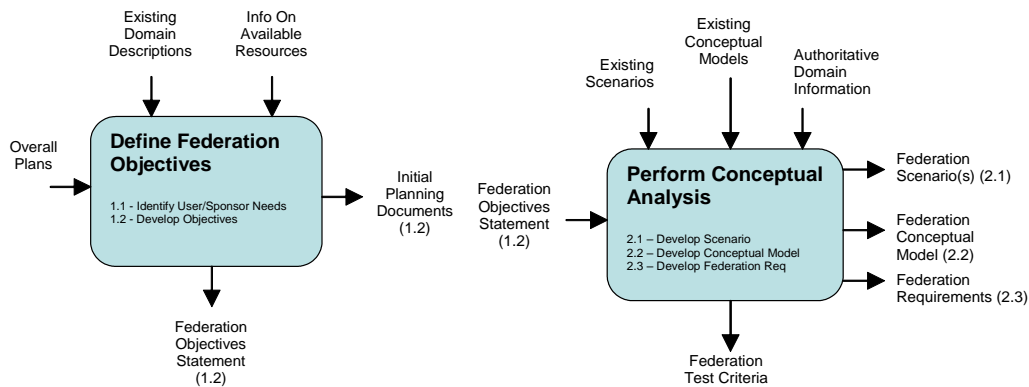 Existing
Domain
Descriptions
Info On
Available
Resources
Overall
Plans
Define Federation
Objectives
1.1 - Identify User/Sponsor Needs
1.2 - Develop Objectives
Initial
Planning
Documents
(1.2)
Federation
Objectives
Statement
(1.2)
Existing
Scenarios
Existing
Conceptual
Models
Authoritative
Domain
Information
Federation
Objectives
Statement
(1.2)
Perform Conceptual
Analysis
2.1 – Develop Scenario
2.2 – Develop Conceptual Model
2.3 – Develop Federation Req
Federation
Scenario(s) (2.1)
Federation
Conceptual
Model (2.2)
Federation
Requirements (2.3)
Federation
Test Criteria